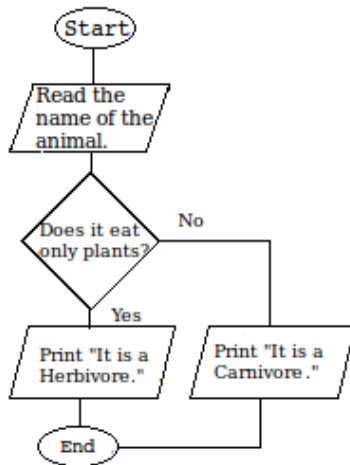 Start
Read the
name of the
animal.
Does it eat
only plants?
No
Yes
Print "It is a
Herbivore."
Print "It is a
Carnivore."
End